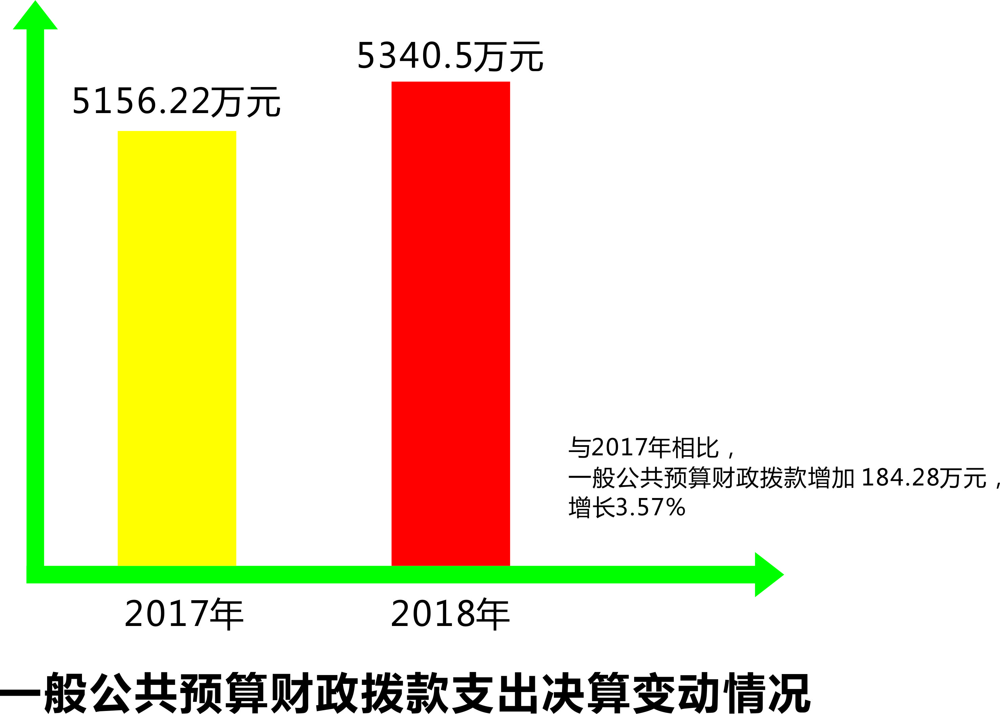 5340.5万元
5156.22万元
与2017年相比，
一般公共预算财政拨款增加 184.28万元，
增长3.57%
2017年
2018年
一般公共预算财政拨款支出决算变动情况